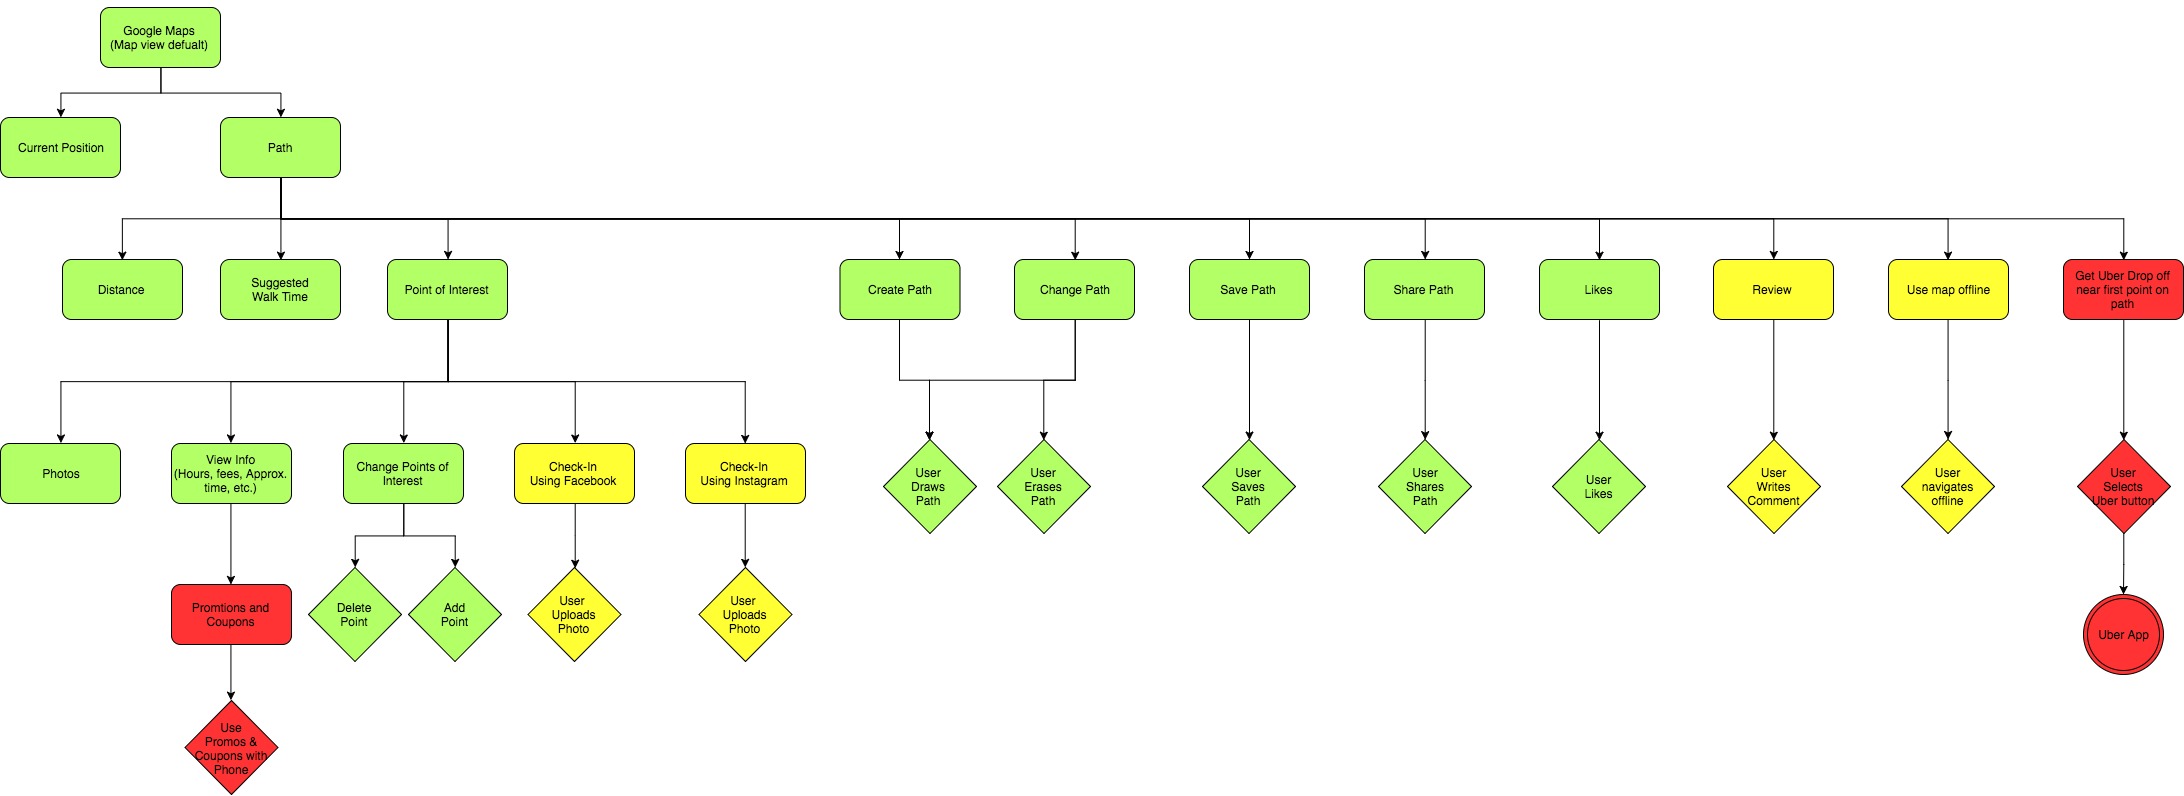 Google Maps
(Map view defualt)
Current Position
Path
Distance
Suggested
Walk Time
Point of Interest
Create Path
Change Path
Save Path
Share Path
Likes
Review
Use map offline
Get Uber Drop off
near first point on
path
Photos
View Info
(Hours, fees, Approx.
time, etc.)
Change Points of
Interest
Check-In
Using Facebook
Check-In
Using Instagram
User
Draws
Path
User
Erases
Path
User
Saves
Path
User
Shares
Path
User
Likes
User
Writes
Comment
User
navigates
offline
User
Selects
Uber button
Promtions and
Coupons
Delete
Point
Add
Point
User
Uploads
Photo
User
Uploads
Photo
Uber App
Use
Promos &
Coupons with
Phone